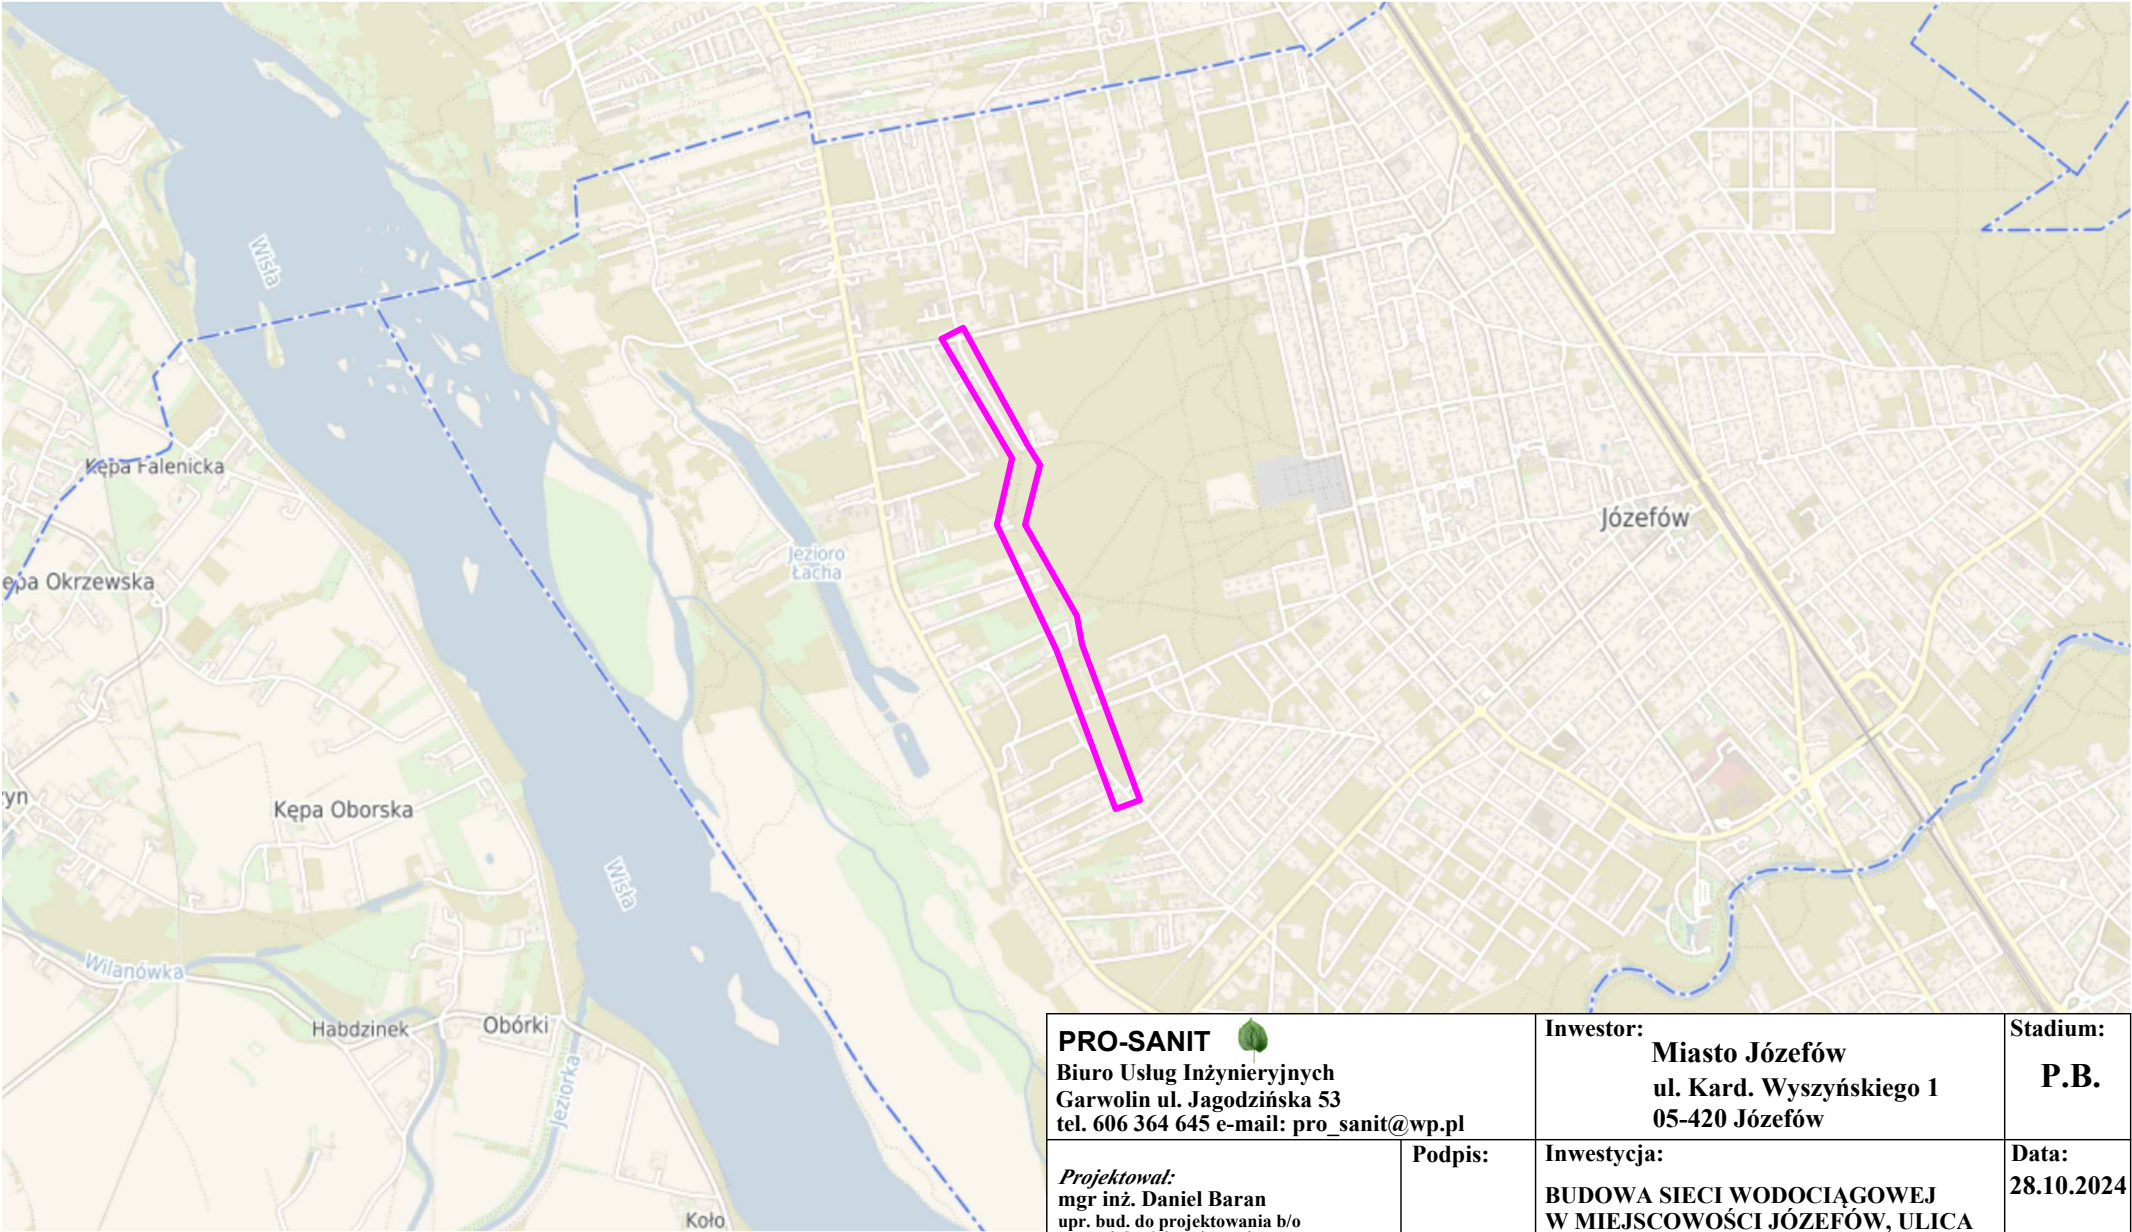 Wisła
Kępa Falenicka
Józefów
Jezioro
Łacha
epa Okrzewska
yn
Kępa Oborska
Wisła
Wilanówka
Habdzinek
Obórki
Jeziorka
Koło
PRO-SANIT
Biuro Usług Inżynieryjnych
Garwolin ul. Jagodzińska 53
tel. 606 364 645 e-mail: pro_sanit@wp.pl
Inwestor:
Miasto Józefów
ul. Kard. Wyszyńskiego 1
05-420 Józefów
Stadium:
P.B.
Projektował:
mgr inż. Daniel Baran
upr. bud. do projektowania b/o
Podpis:
Inwestycja:
BUDOWA SIECI WODOCIĄGOWEJ
W MIEJSCOWOŚCI JÓZEFÓW, ULICA
Data:
28.10.2024